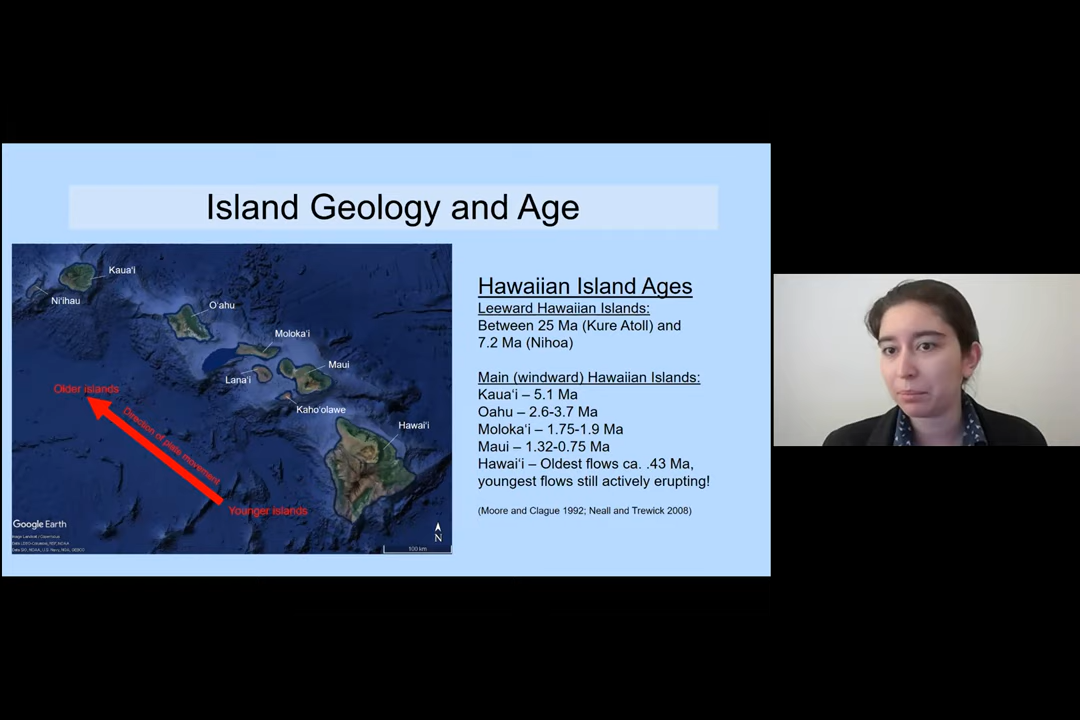 Island Geology and Age
Kaua‘i
Ni‘ihau
O‘ahu
Moloka‘i
Maui
Lana‘i
Kaho‘olawe
Hawai‘i
Older islands
Direction of plate movement
Younger islands
Google Earth
N
100 km
Hawaiian Island Ages
Leeward Hawaiian Islands:
Between 25 Ma (Kure Atoll) and
7.2 Ma (Nihoa)
Main (windward) Hawaiian Islands:
Kaua‘i – 5.1 Ma
Oahu – 2.6-3.7 Ma
Moloka‘i – 1.75-1.9 Ma
Maui – 1.32-0.75 Ma
Hawai‘i – Oldest flows ca. .43 Ma,
youngest flows still actively erupting!
(Moore and Clague 1992; Neall and Trewick 2008)